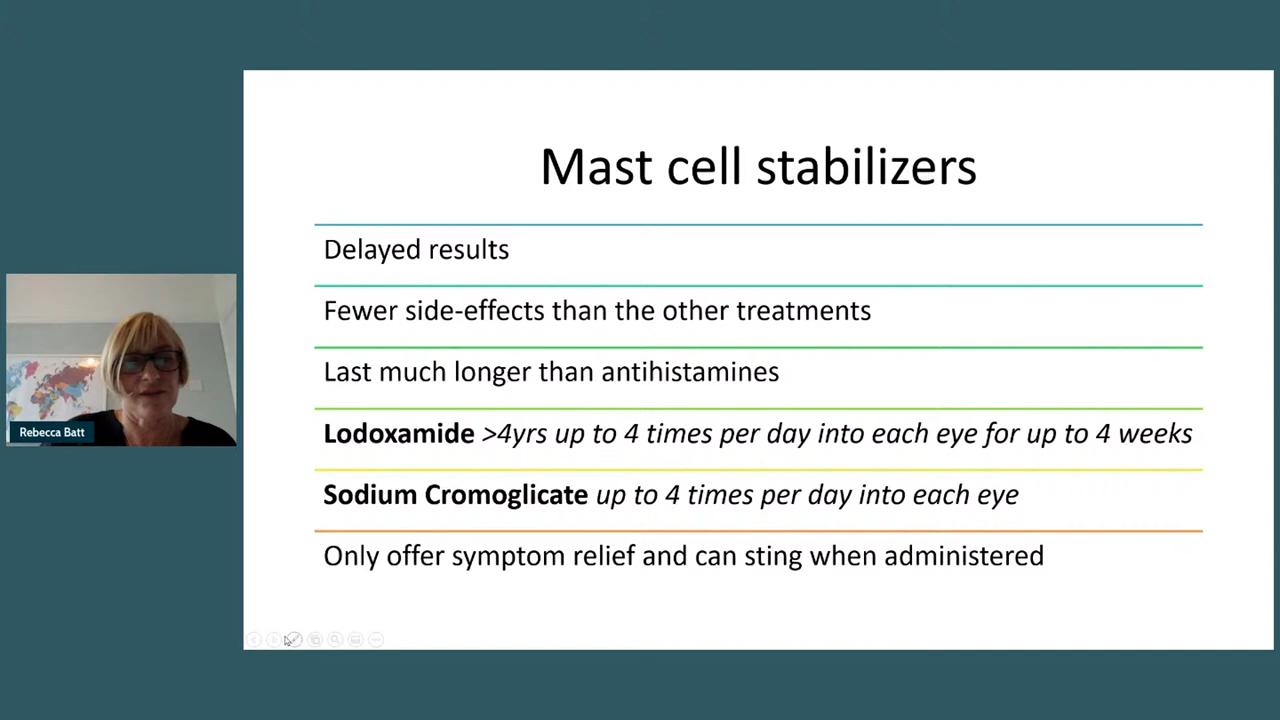 Mast cell stabilizers
Delayed results
Fewer side-effects than the other treatments
Last much longer than antihistamines
Lodoxamide >4yrs up to 4 times per day into each eye for up to 4 weeks
Sodium Cromoglicate up to 4 times per day into each eye
Only offer symptom relief and can sting when administered
Rebecca Batt